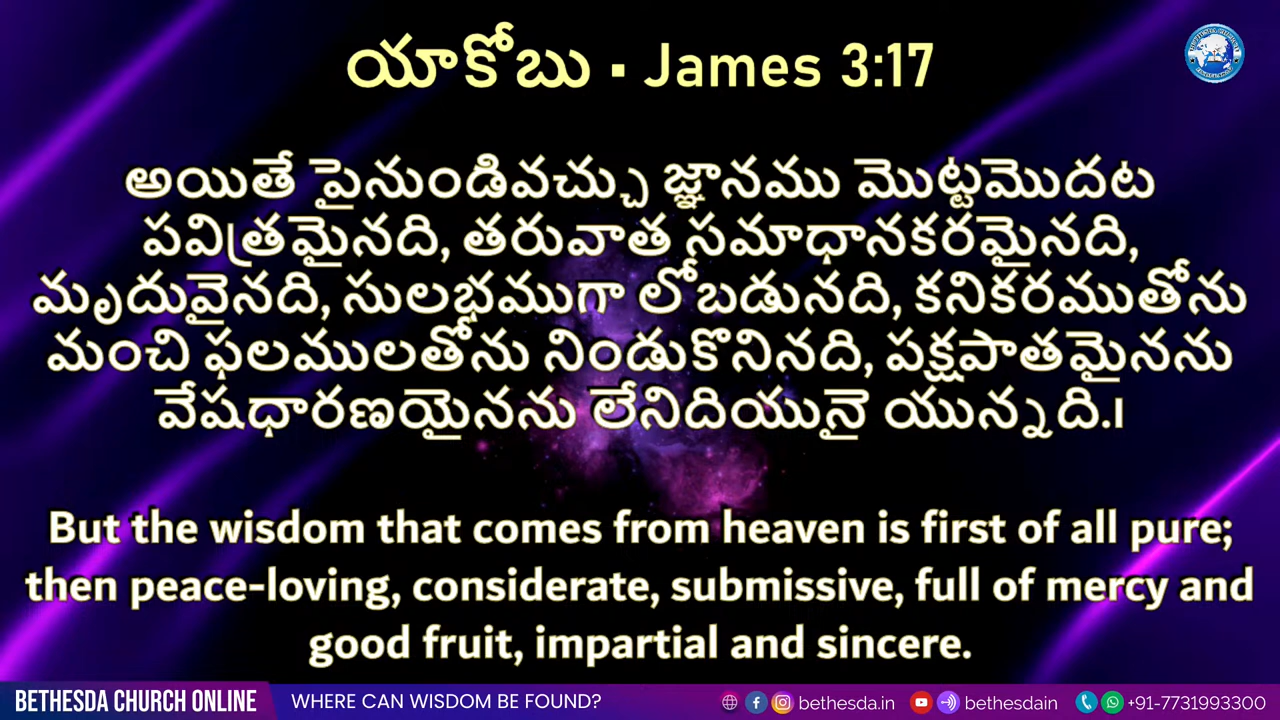 యాకోబు ▪ James 3:17
అయితే పైనుండివచ్చు జ్ఞానము మొట్టమొదట
పవిత్రమైనది, తరువాత సమాధానకరమైనది,
మృదువైనది, సులభముగా లోబడునది, కనికరముతోను
మంచి ఫలములతోను నిండుకొనినది, పక్షపాతమైనను
వేషధారణయైనను లేనిదియునై యున్నది.।
But the wisdom that comes from heaven is first of all pure;
then peace-loving, considerate, submissive, full of mercy and
good fruit, impartial and sincere.
BETHESDA CHURCH ONLINE WHERE CAN WISDOM BE FOUND? bethesda.in bethesdain +91-7731993300